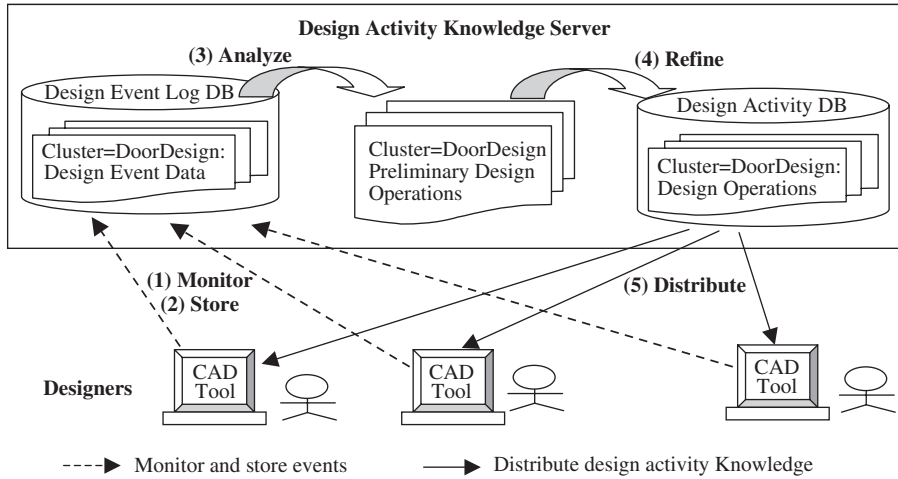 Design Activity Knowledge Server
(3) Analyze
(4) Refine
Design Event Log DB
Design Activity DB
Cluster=DoorDesign:
Design Event Data
Cluster=DoorDesign
Preliminary Design
Operations
Cluster=DoorDesign:
Design Operations
(1) Monitor
(2) Store
(5) Distribute
Designers
CAD
Tool
CAD
Tool
CAD
Tool
Monitor and store events
Distribute design activity Knowledge